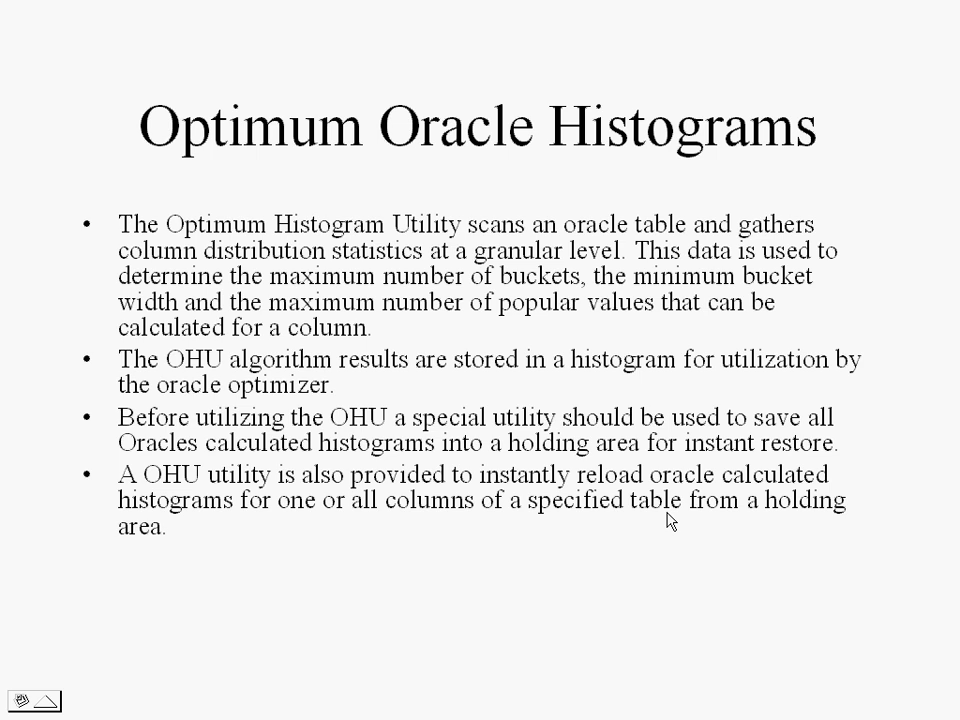 Optimum Oracle Histograms
• The Optimum Histogram Utility scans an oracle table and gathers
column distribution statistics at a granular level. This data is used to
determine the maximum number of buckets, the minimum bucket
width and the maximum number of popular values that can be
calculated for a column.
• The OHU algorithm results are stored in a histogram for utilization by
the oracle optimizer.
• Before utilizing the OHU a special utility should be used to save all
Oracles calculated histograms into a holding area for instant restore.
• A OHU utility is also provided to instantly reload oracle calculated
histograms for one or all columns of a specified table from a holding
area.